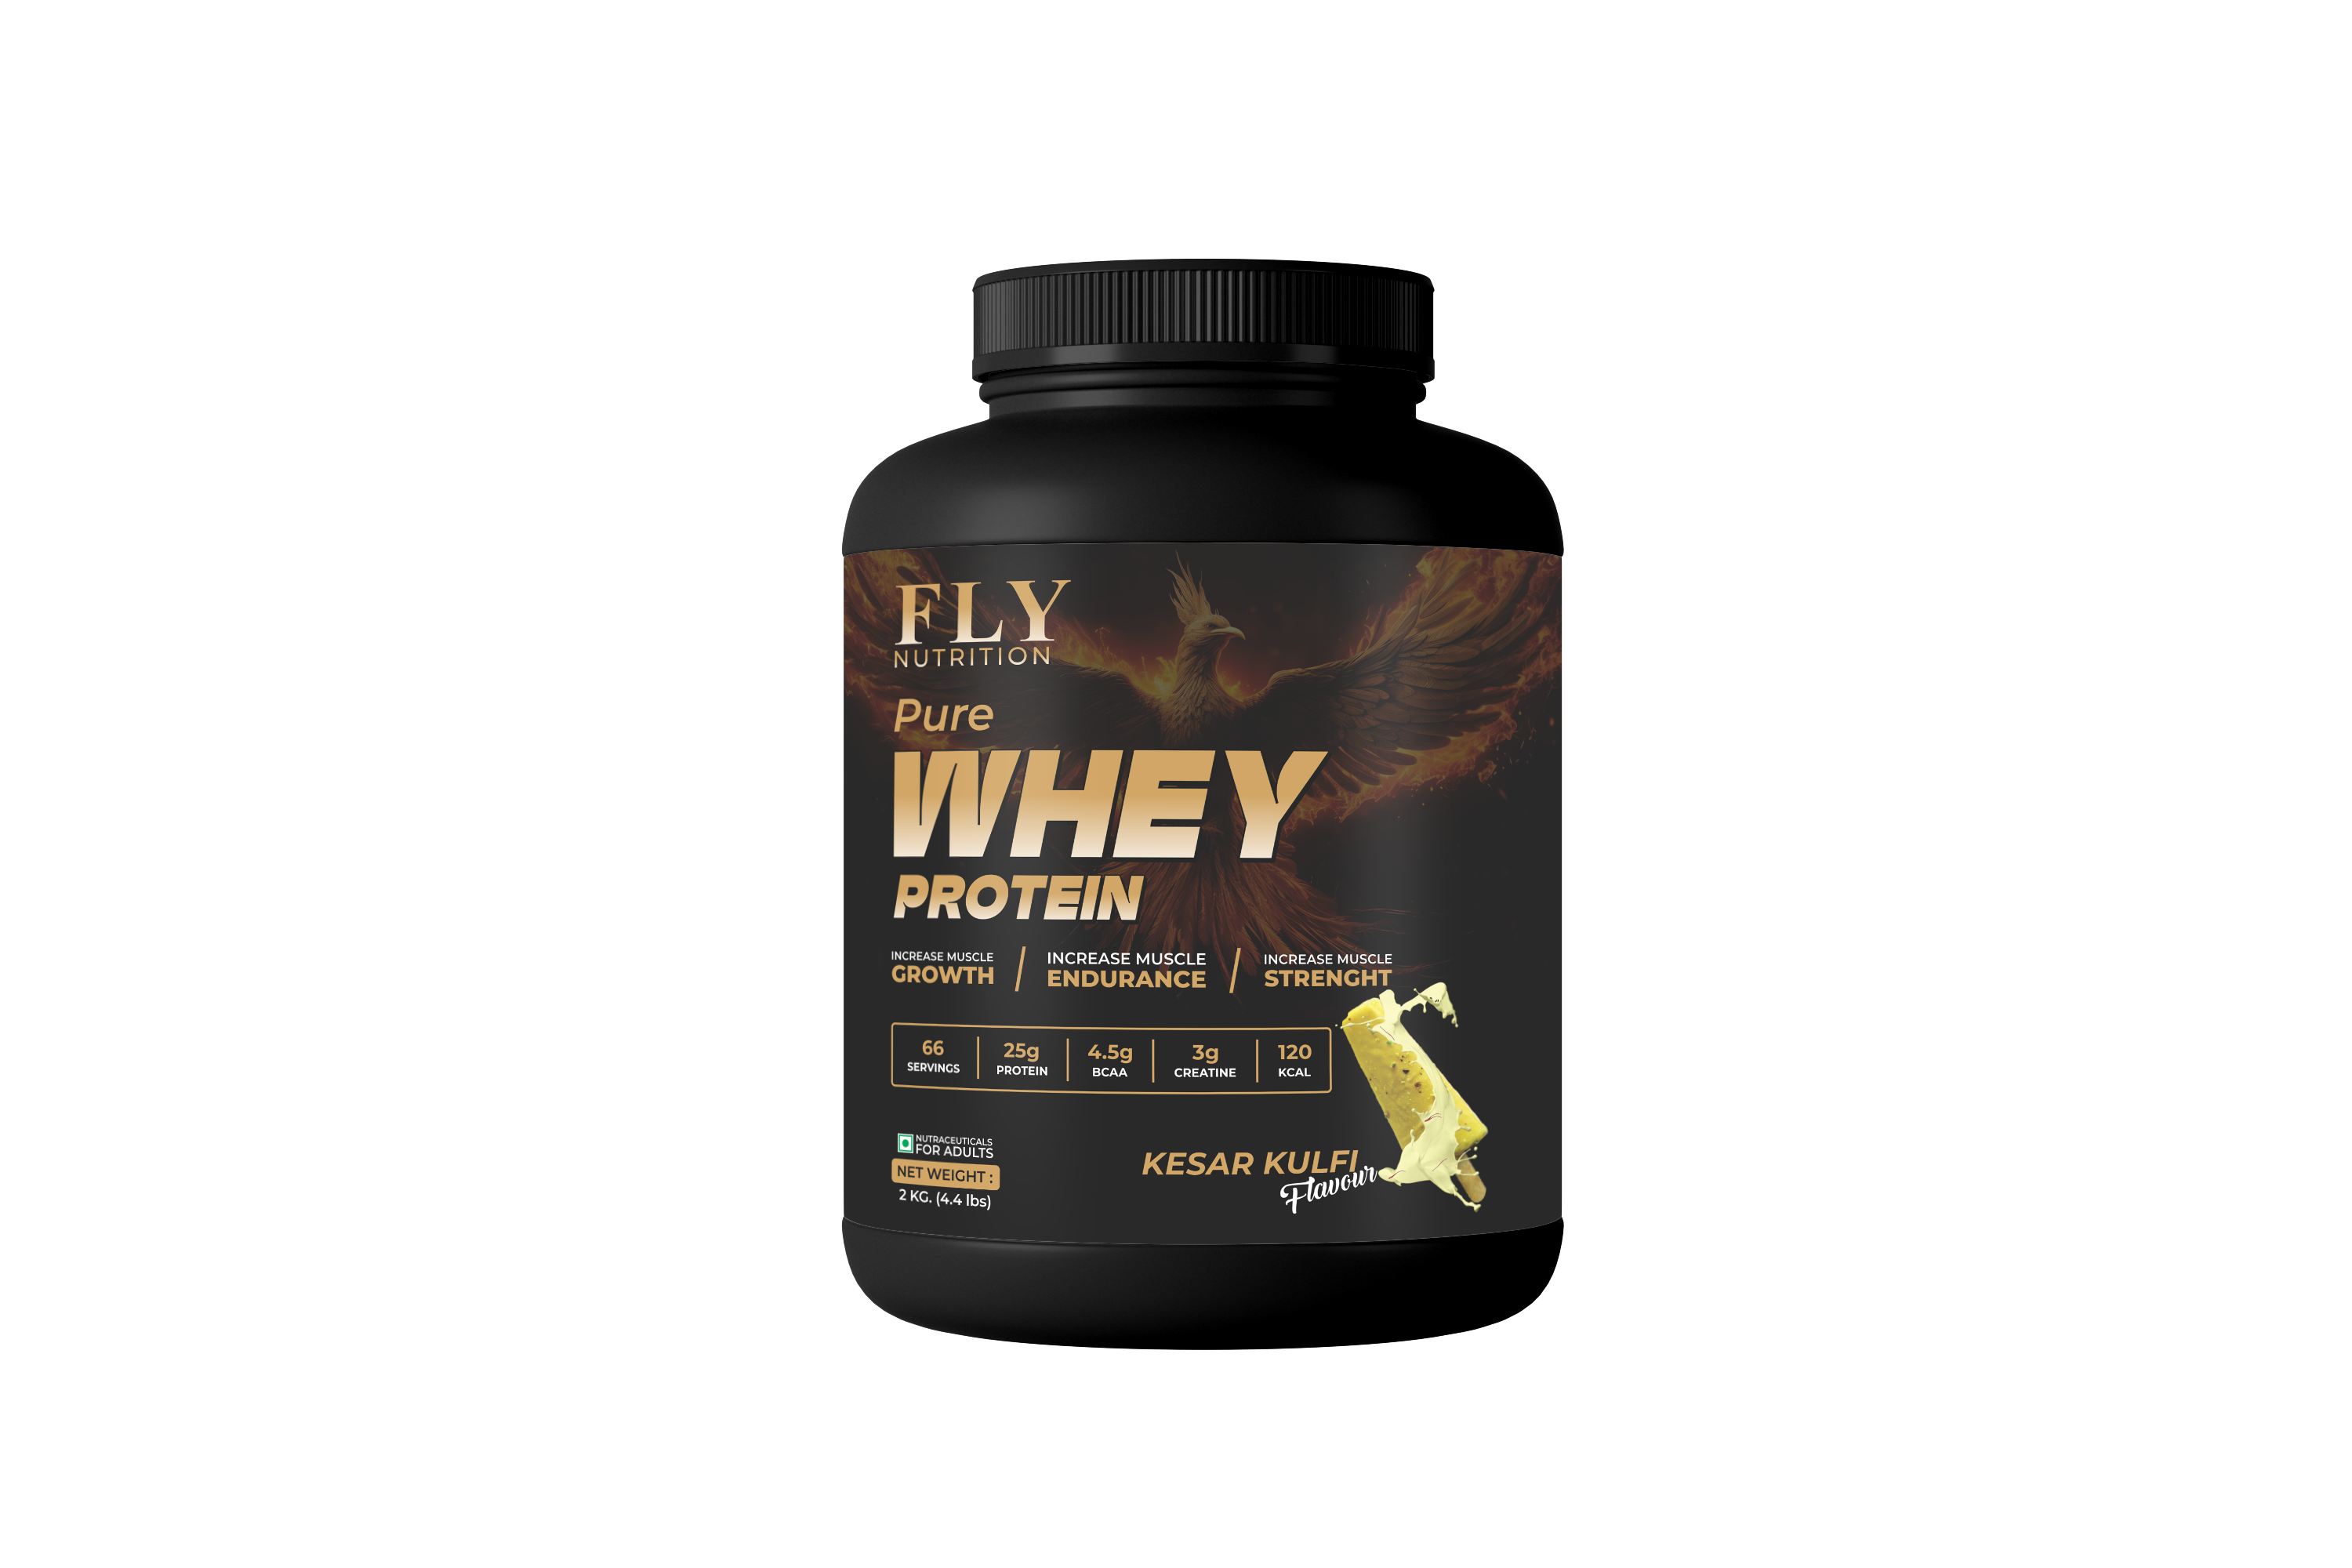 FLY
NUTRITION
Pure
WHEY
PROTEIN
INCREASE MUSCLE
GROWTH
INCREASE MUSCLE
ENDURANCE
INCREASE MUSCLE
STRENGHT
66
SERVINGS
25g
PROTEIN
4.5g
BCAA
3g
CREATINE
120
KCAL
NUTRACEUTICALS
FOR ADULTS
NET WEIGHT :
2 KG. (4.4 lbs)
KESAR KULFI
Flavour